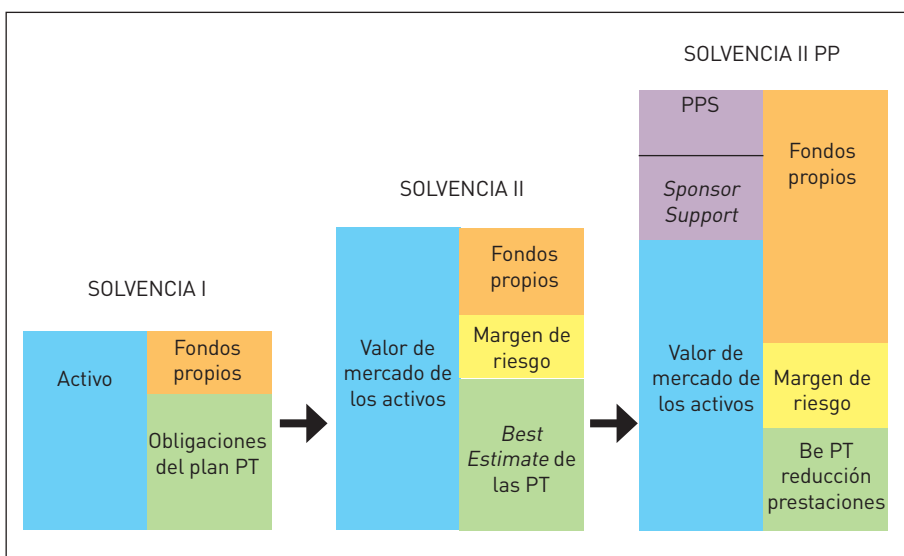 SOLVENCIA I
Activo
Fondos
propios
Obligaciones
del plan PT
SOLVENCIA II
Valor de
mercado de
los activos
Fondos
propios
Margen de
riesgo
Best
Estimate de
las PT
SOLVENCIA II PP
PPS
Sponsor
Support
Valor de
mercado de
los activos
Fondos
propios
Margen de
riesgo
Be PT
reducción
prestaciones